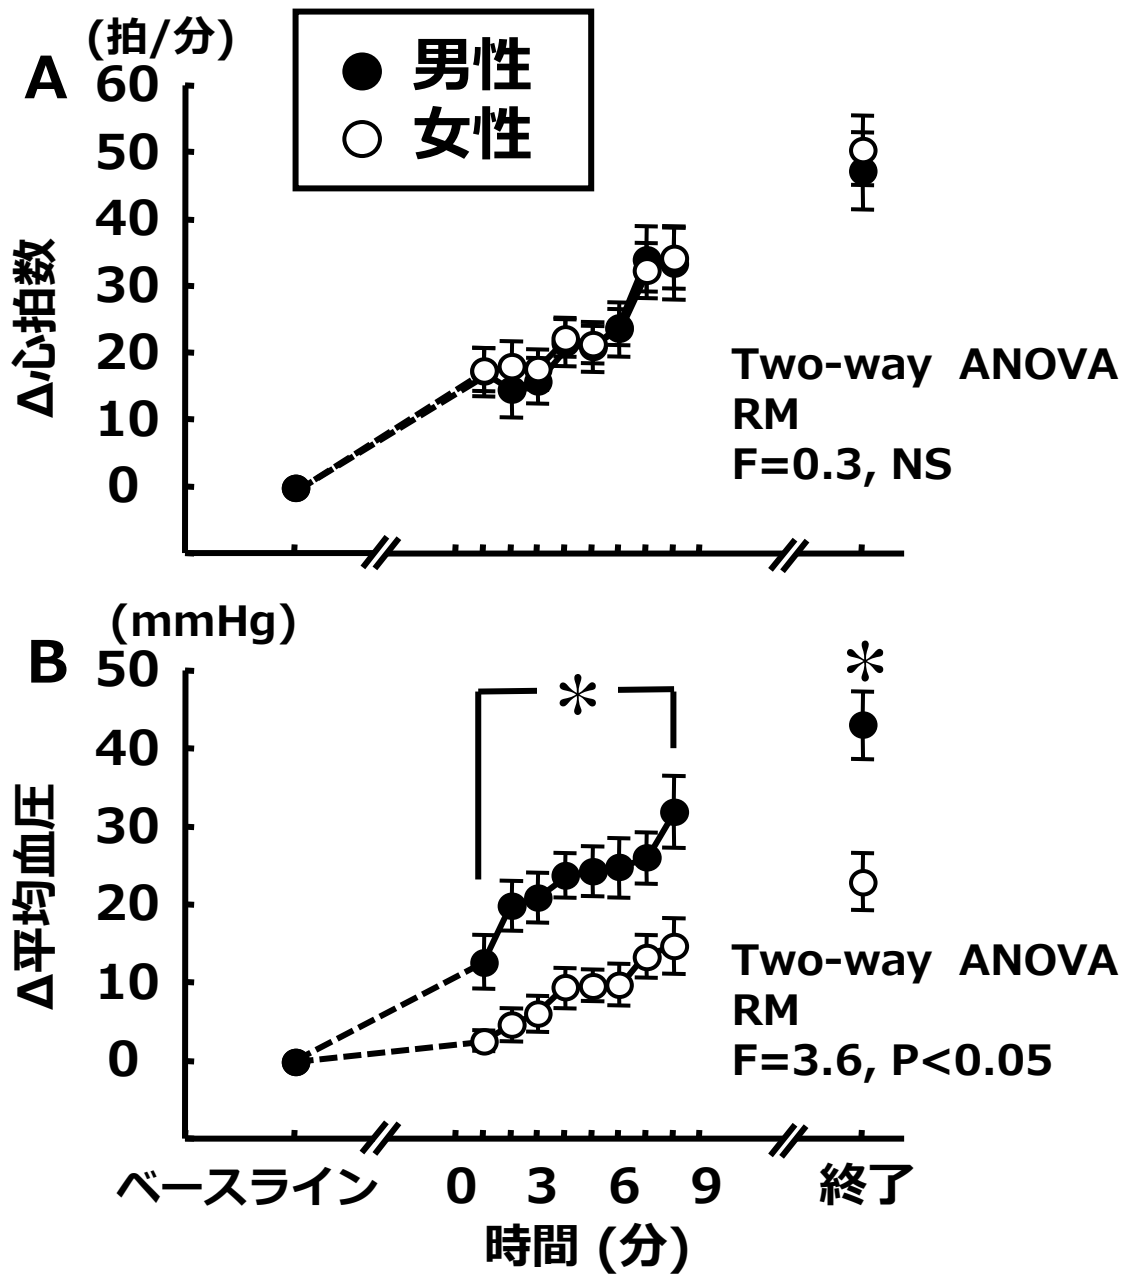 (拍/分)
A
男性
女性
60
50
40
30
20
10
0
Δ心拍数
Two-way ANOVA
RM
F=0.3, NS
(mmHg)
B
50
40
30
20
10
0
Δ平均血圧
*
*
Two-way ANOVA
RM
F=3.6, P<0.05
ベースライン 0 3 6 9 終了
時間 (分)